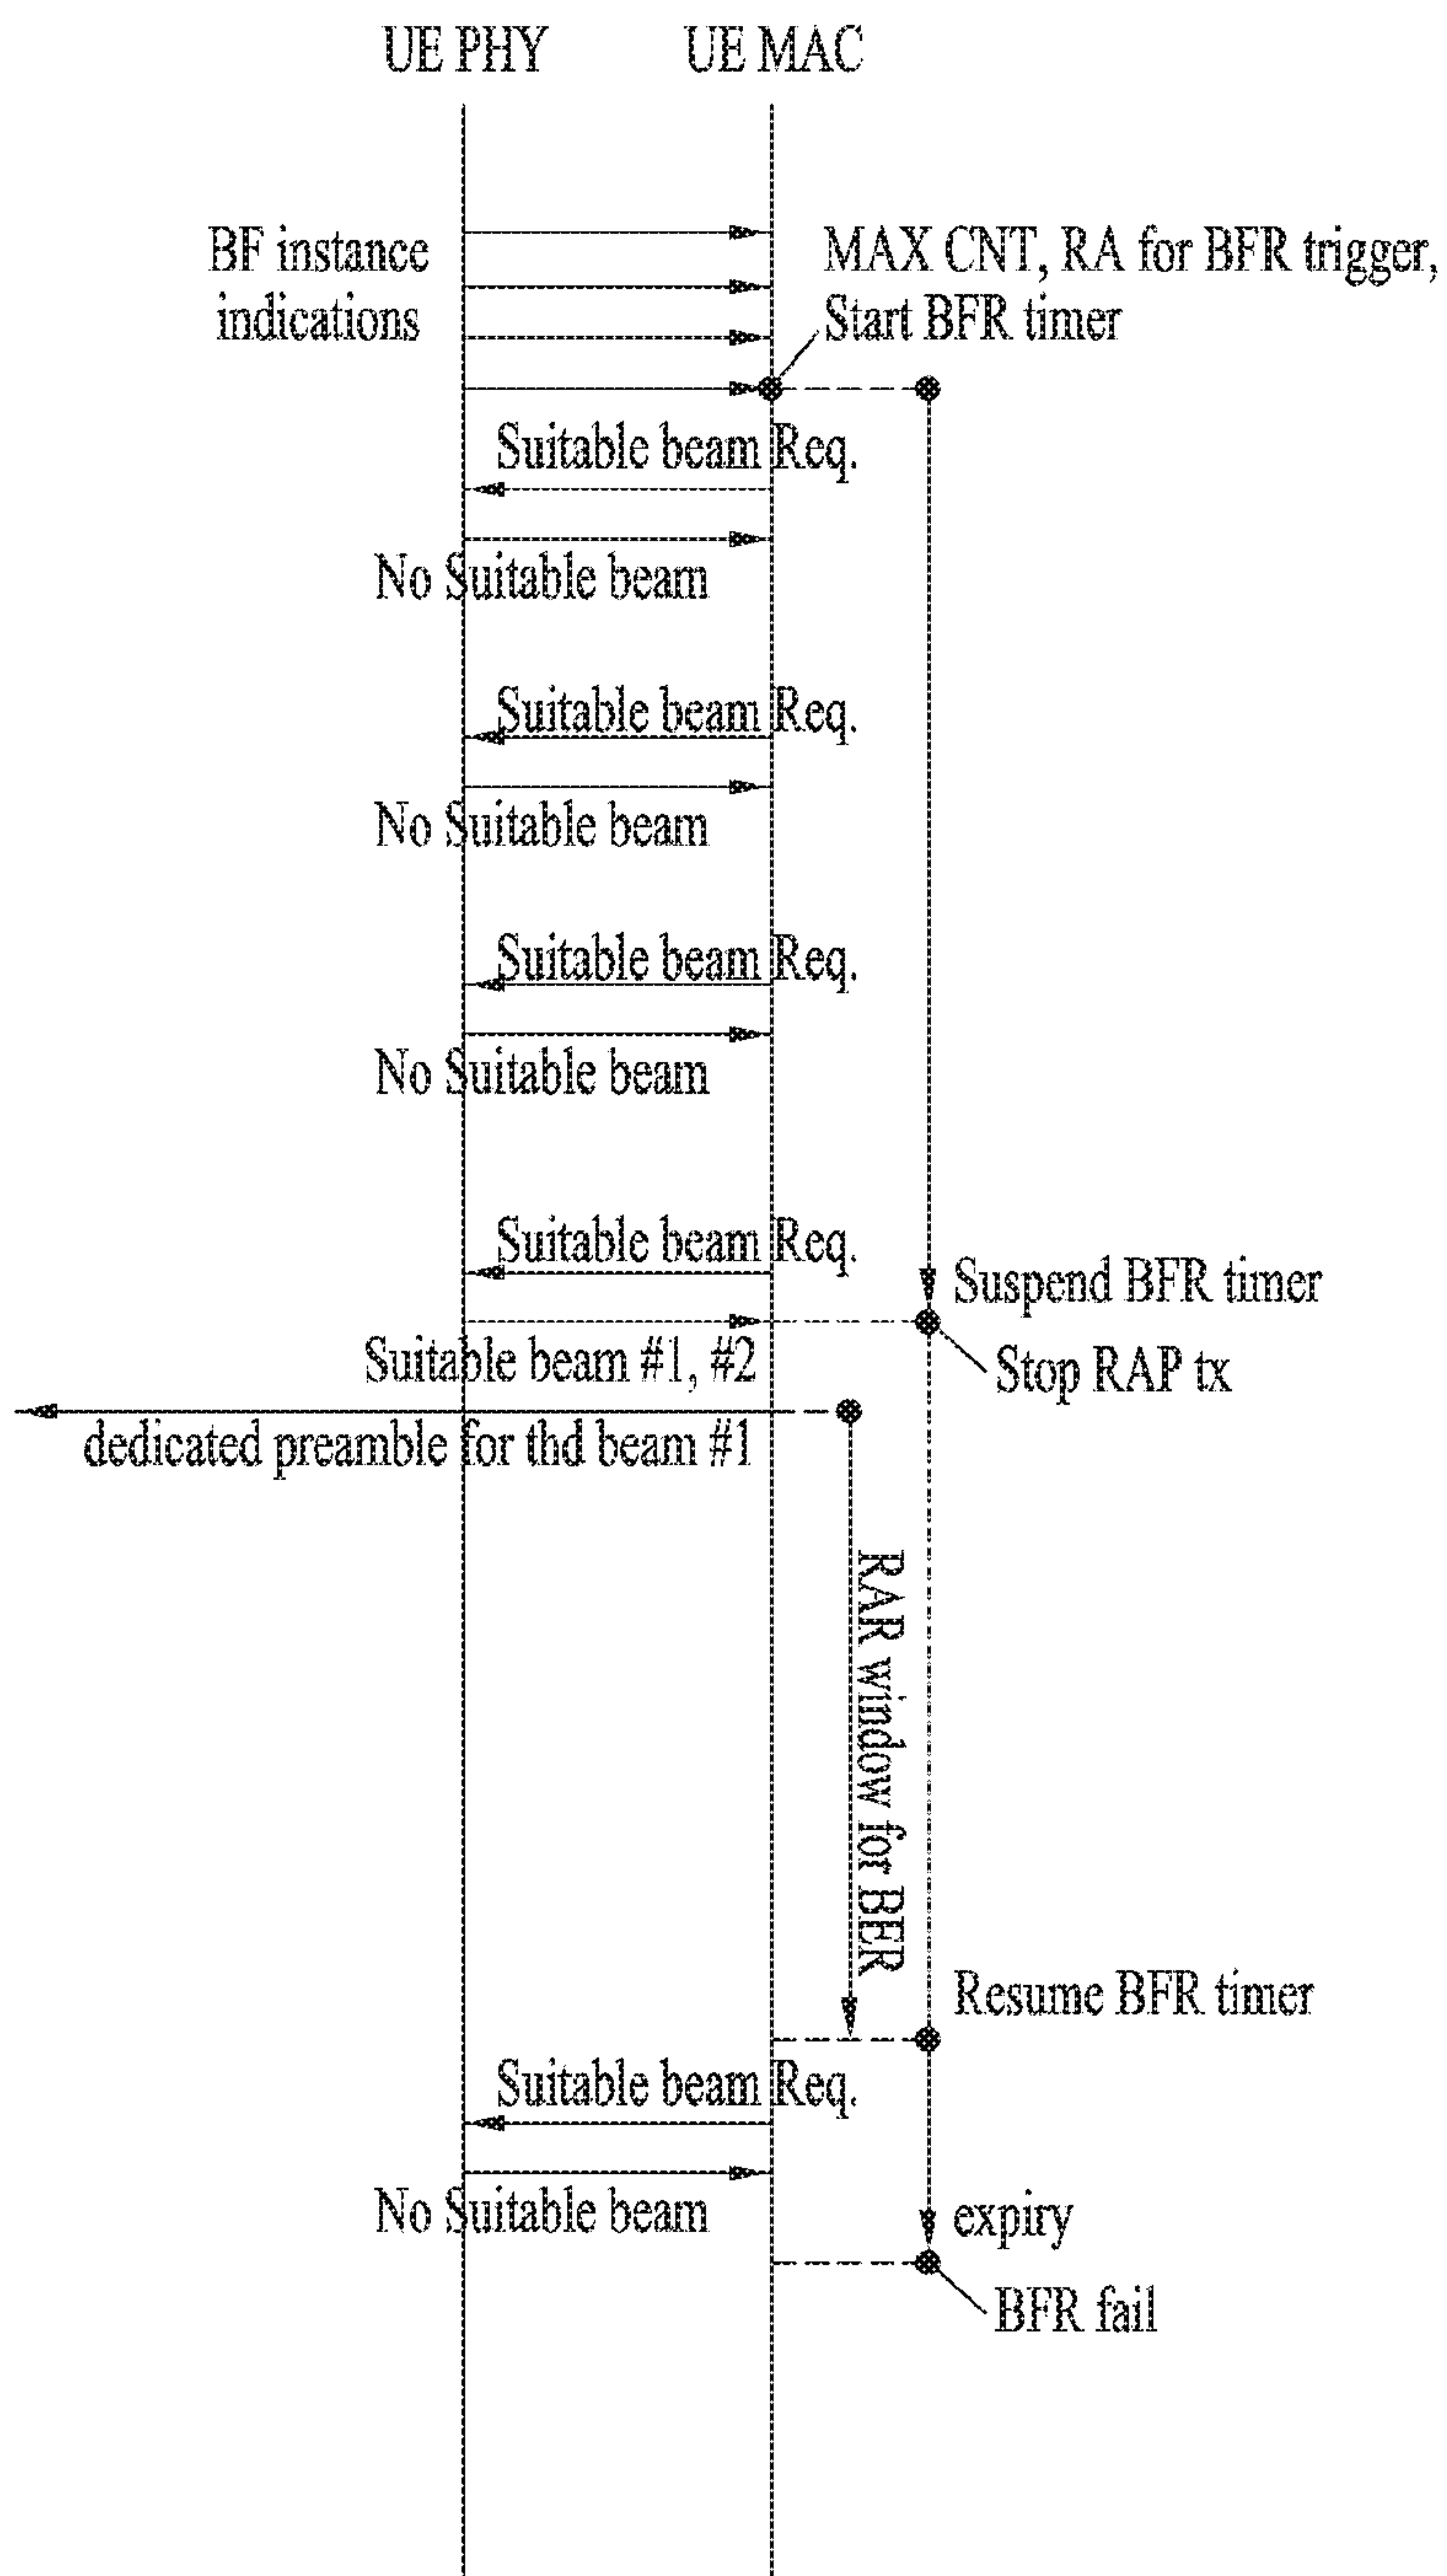 UE PHY
UE MAC
BF instance
indications
MAX CNT, RA for BFR trigger,
Start BFR timer
Suitable beam Req.
No Suitable beam
Suitable beam Req.
No Suitable beam
Suitable beam Req.
No Suitable beam
Suitable beam Req.
Suspend BFR timer
Suitable beam #1, #2
Stop RAP tx
dedicated preamble for thd beam #1
RAR window for BER
Resume BFR timer
Suitable beam Req.
No Suitable beam
expiry
BFR fail